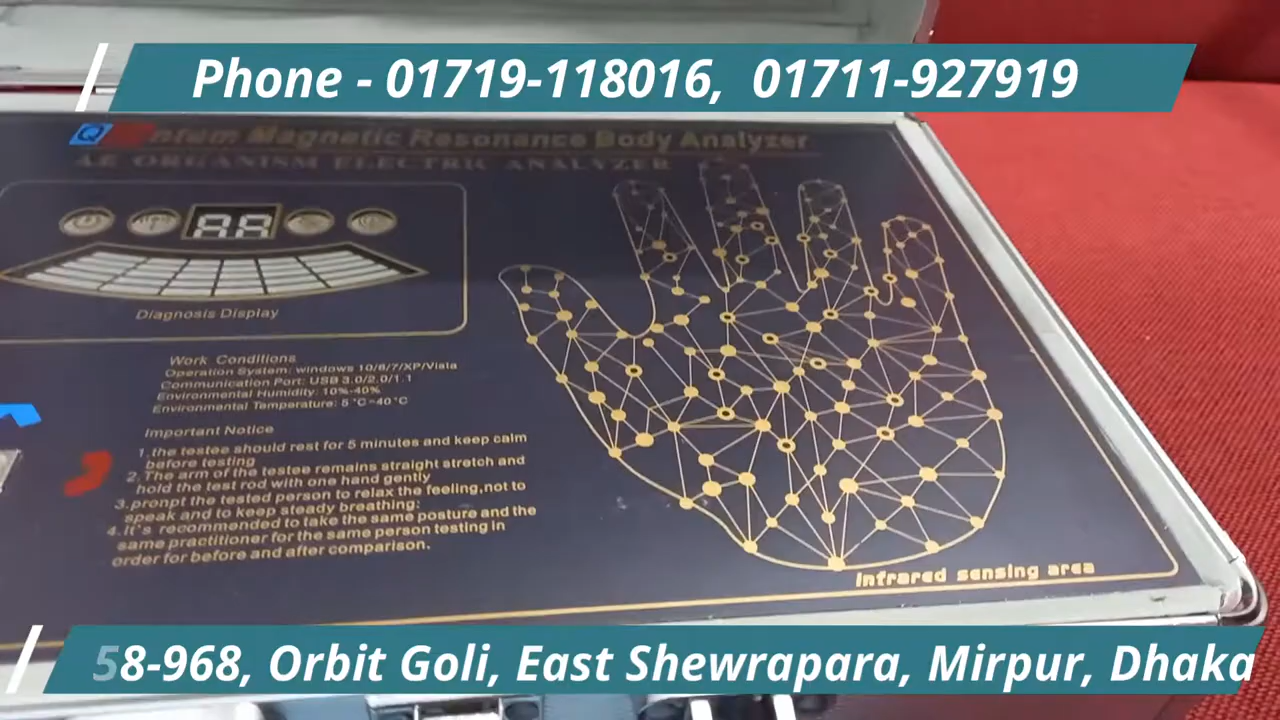 Phone - 01719-118016, 01711-927919
Magnetic Resonance Body Analyzer
AE ORGANISM ELECTRIC ANALYZER
88
Diagnosis Display
Work Conditions
Operation System: windows 10/8/7/XP/Vista
Communication Port: USB 3.0/2.0/1.1
Environmental Humidity: 10%-40%
Environmental Temperature: 5°C-40°C
Important Notice
1.the testee should rest for 5 minutes and keep calm
before testing
2.The arm of the testee remains straight stretch and
hold the test rod with one hand gently
3.pronpt the tested person to relax the feeling,not to
speak and to keep steady breathing:
4.It's recommended to take the same posture and the
same practitioner for the same person testing in
order for before and after comparison.
Infrared sensing area
58-968, Orbit Goli, East Shewrapara, Mirpur, Dhaka